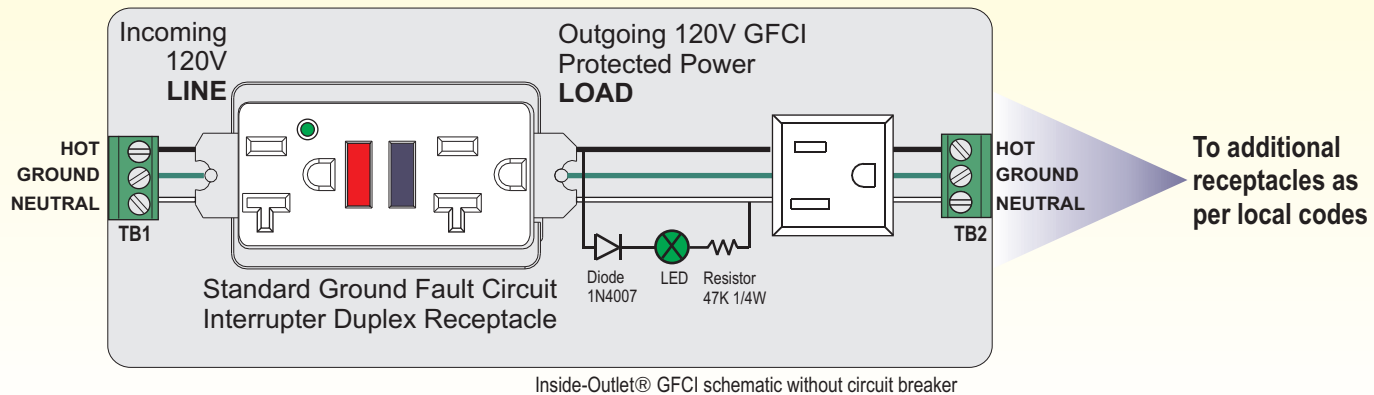 Incoming
120V
LINE
Outgoing 120V GFCI
Protected Power
LOAD
HOT
GROUND
NEUTRAL
TB1
HOT
GROUND
NEUTRAL
TB2
To additional
receptacles as
per local codes
Diode
1N4007
LED
Resistor
47K 1/4W
Standard Ground Fault Circuit
Interrupter Duplex Receptacle
Inside-Outlet® GFCI schematic without circuit breaker